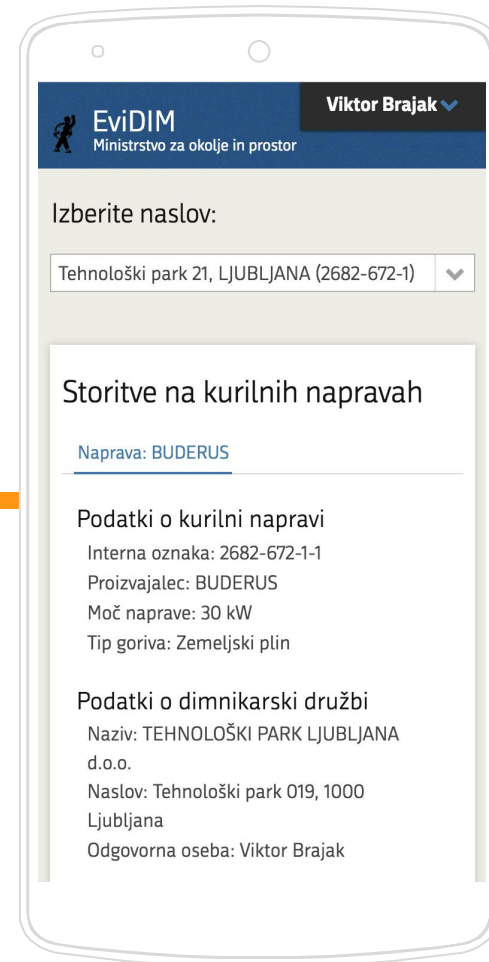 Viktor Brajak
EviDIM
Ministrstvo za okolje in prostor
Izberite naslov:
Tehnološki park 21, LJUBLJANA (2682-672-1)
Storitve na kurilnih napravah
Naprava: BUDERUS
Podatki o kurilni napravi
Interna oznaka: 2682-672-1-1
Proizvajalec: BUDERUS
Moč naprave: 30 kW
Tip goriva: Zemeljski plin
Podatki o dimnikarski družbi
Naziv: TEHNOLOŠKI PARK LJUBLJANA
d.o.o.
Naslov: Tehnološki park 019, 1000
Ljubljana
Odgovorna oseba: Viktor Brajak